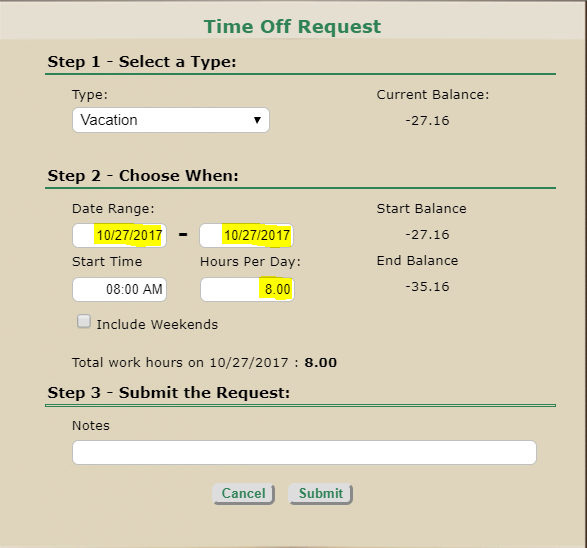 Time Off Request
Step 1 - Select a Type:
Type: Current Balance:
Vacation -27.16
Step 2 - Choose When:
Date Range: Start Balance
10/27/2017 - 10/27/2017 -27.16
Start Time Hours Per Day: End Balance
08:00 AM 8.00 -35.16
Include Weekends
Total work hours on 10/27/2017 : 8.00
Step 3 - Submit the Request:
Notes
Cancel Submit